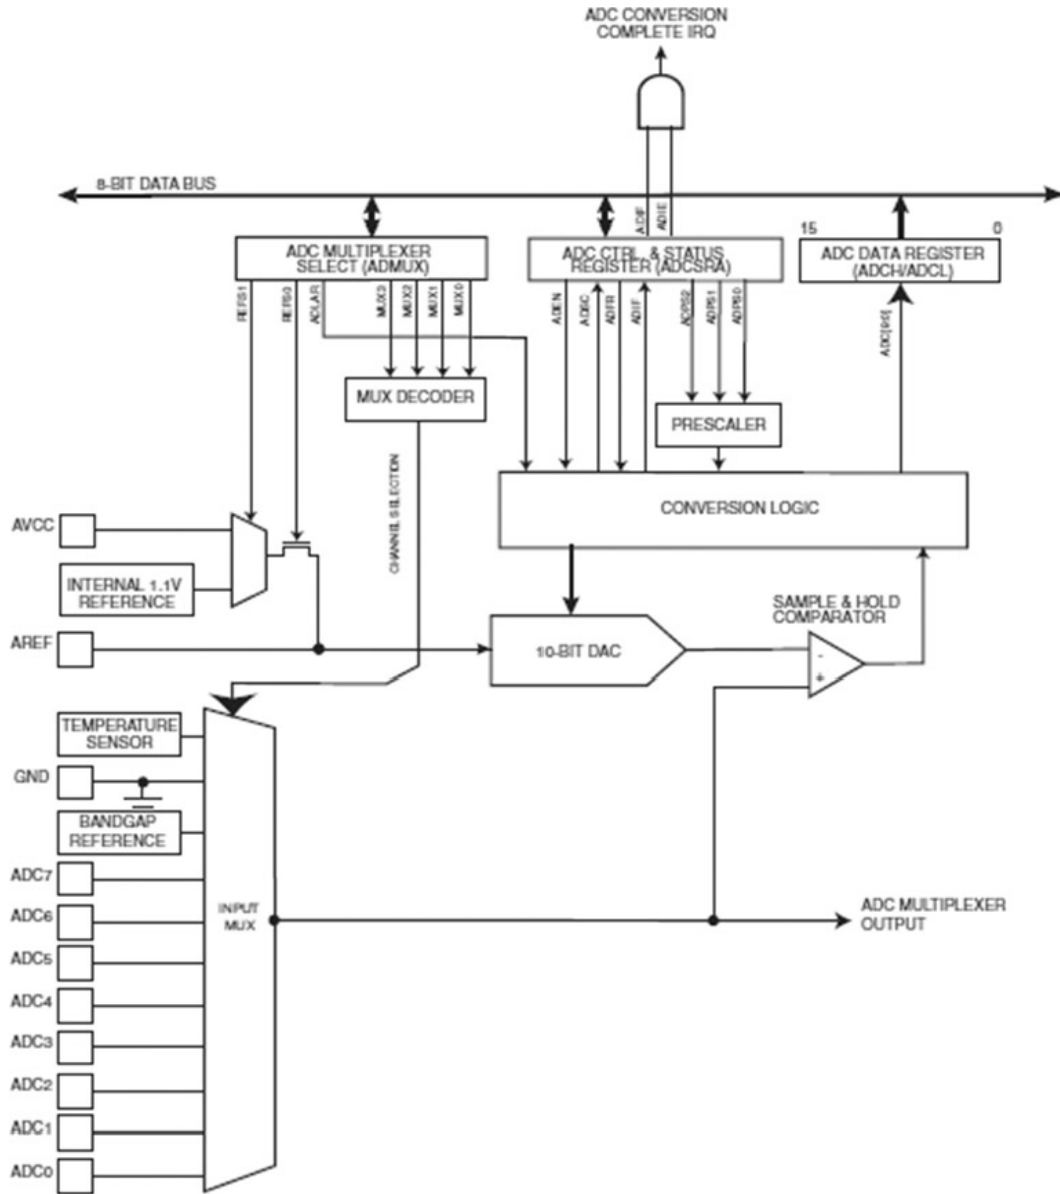 ADC CONVERSION
COMPLETE IRQ
8-BIT DATA BUS
ADIF
ADIE
15
0
ADC MULTIPLEXER
SELECT (ADMUX)
ADC CTRL & STATUS
REGISTER (ADCSRA)
ADC DATA REGISTER
(ADCH/ADCL)
REFS1
REFS0
ADLAR
MUX3
MUX2
MUX1
MUX0
ADEN
ADSC
ADFR
ADIF
ADPS2
ADPS1
ADPS0
ADC[9:0]
MUX DECODER
PRESCALER
CHANNEL SELECTION
CONVERSION LOGIC
AVCC
INTERNAL 1.1V
REFERENCE
SAMPLE & HOLD
COMPARATOR
AREF
10-BIT DAC
-
+
TEMPERATURE
SENSOR
GND
BANDGAP
REFERENCE
ADC7
ADC6
ADC5
ADC4
ADC3
ADC2
ADC1
ADC0
INPUT
MUX
ADC MULTIPLEXER
OUTPUT